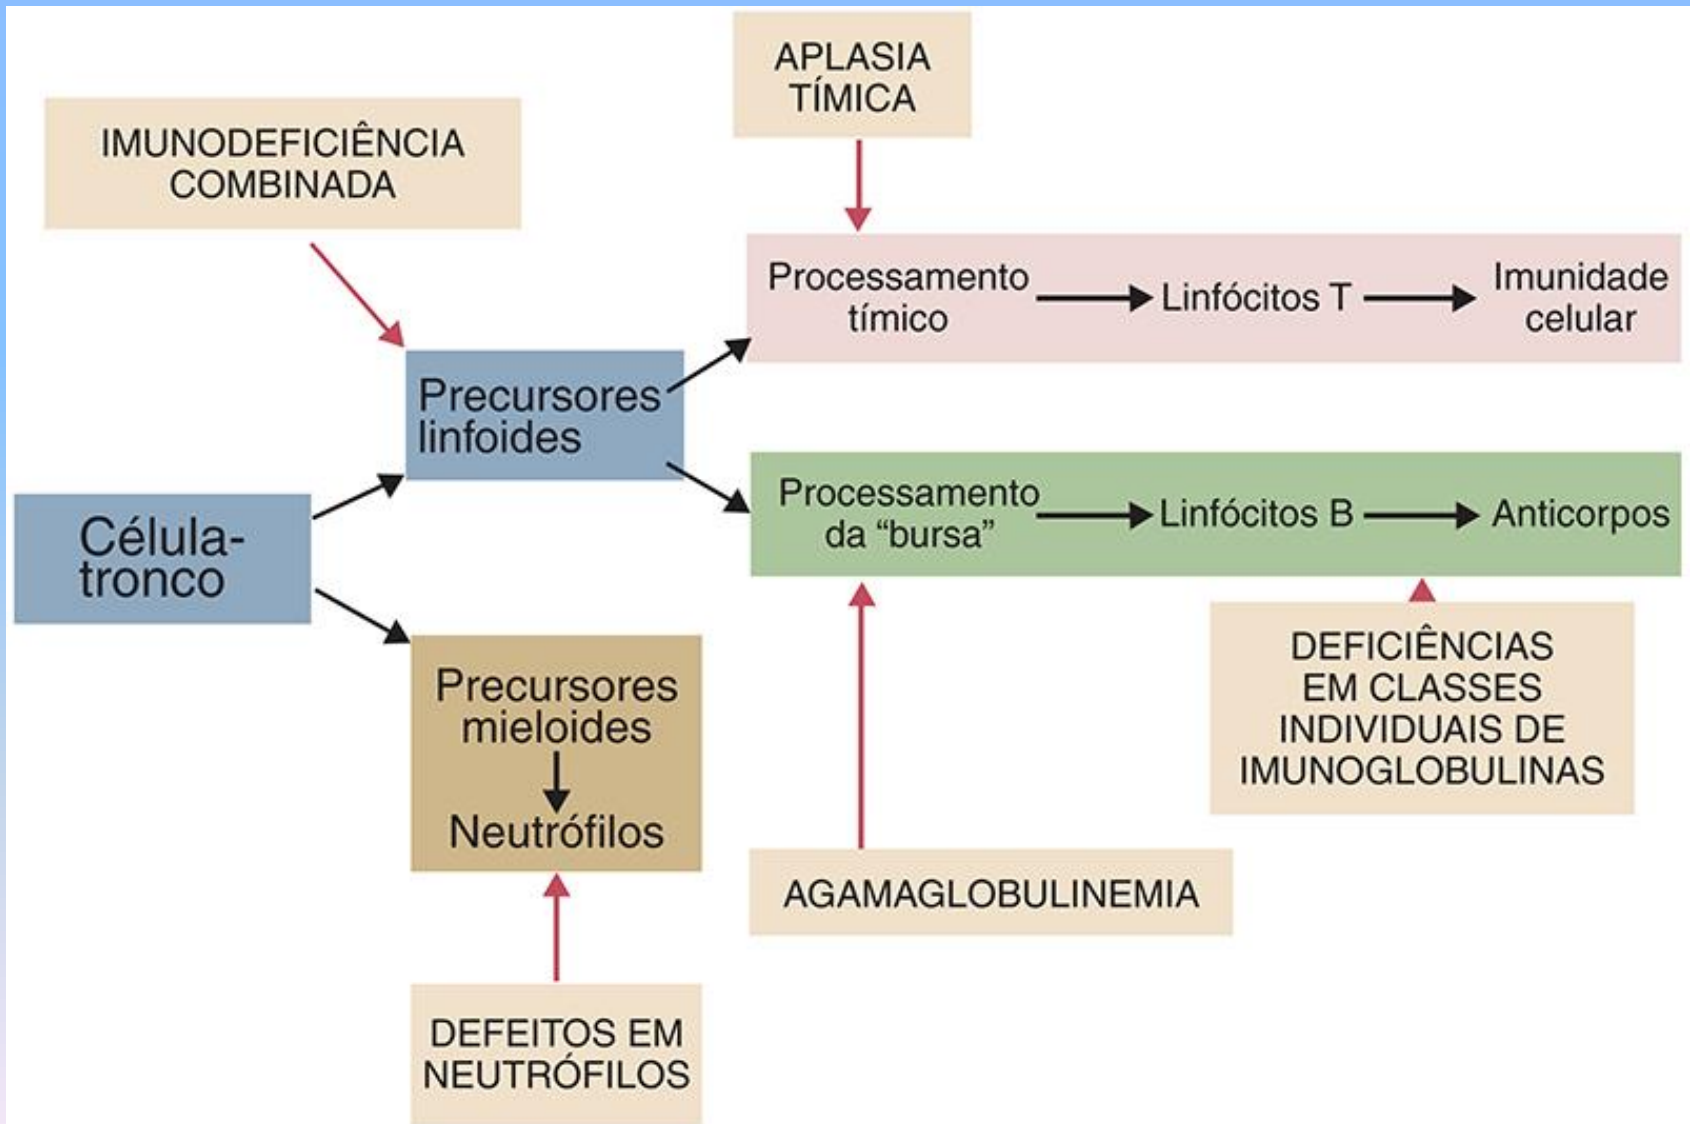 APLASIA
TÍMICA
IMUNODEFICIÊNCIA
COMBINADA
Processamento
tímico
Linfócitos T
Imunidade
celular
Precursores
linfoides
Processamento
da “bursa”
Linfócitos B
Anticorpos
Célula-
tronco
Precursores
mieloides
Neutrófilos
DEFICIÊNCIAS
EM CLASSES
INDIVIDUAIS DE
IMUNOGLOBULINAS
AGAMAGLOBULINEMIA
DEFEITOS EM
NEUTRÓFILOS